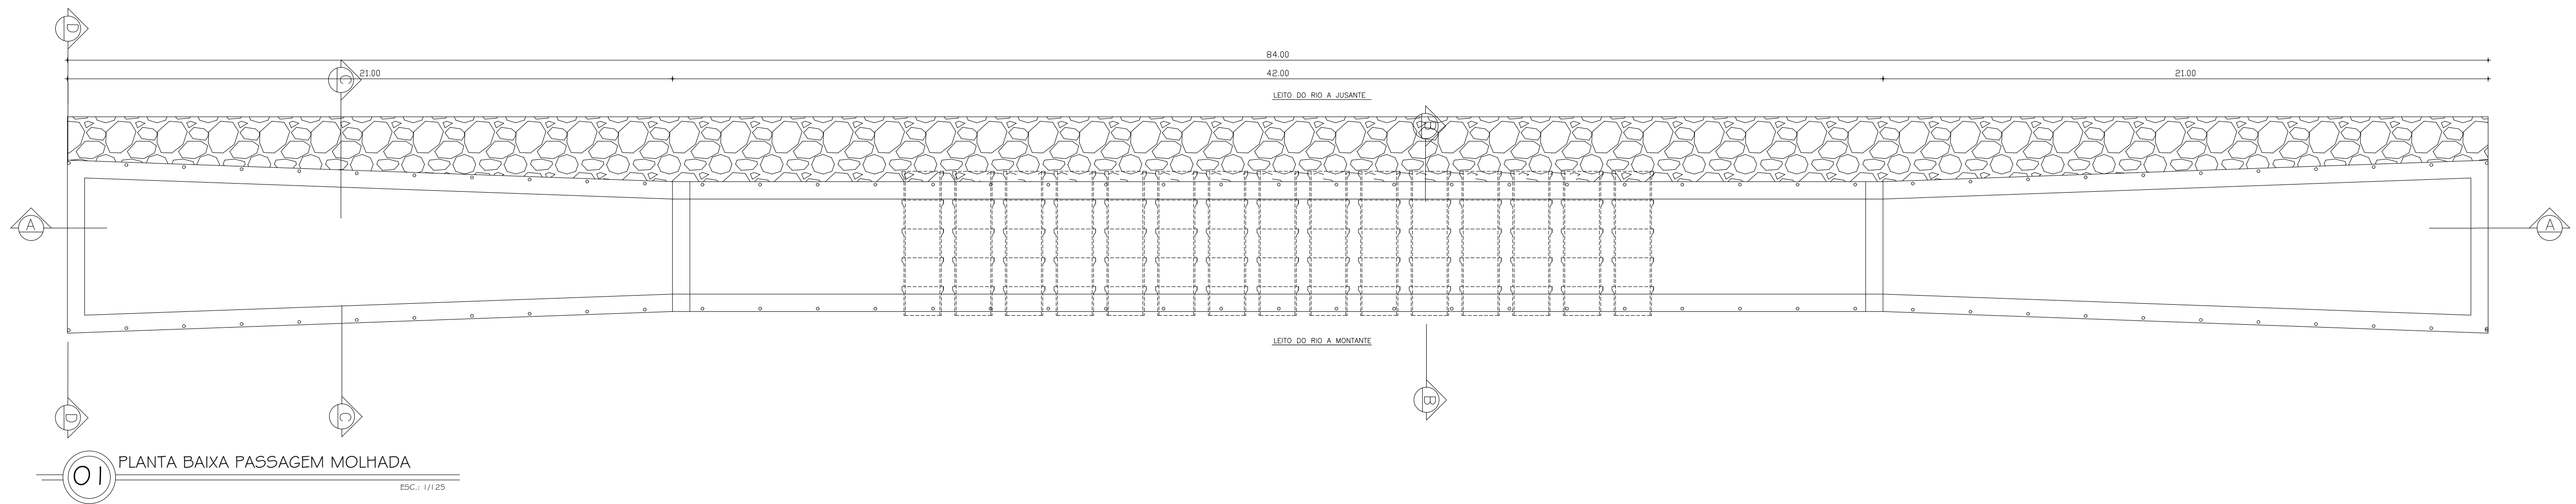 D
84.00
21.00
42.00
21.00
C
LEITO DO RIO A JUSANTE
B
A
A
LEITO DO RIO A MONTANTE
D
C
B
01
PLANTA BAIXA PASSAGEM MOLHADA
ESC.: 1/125